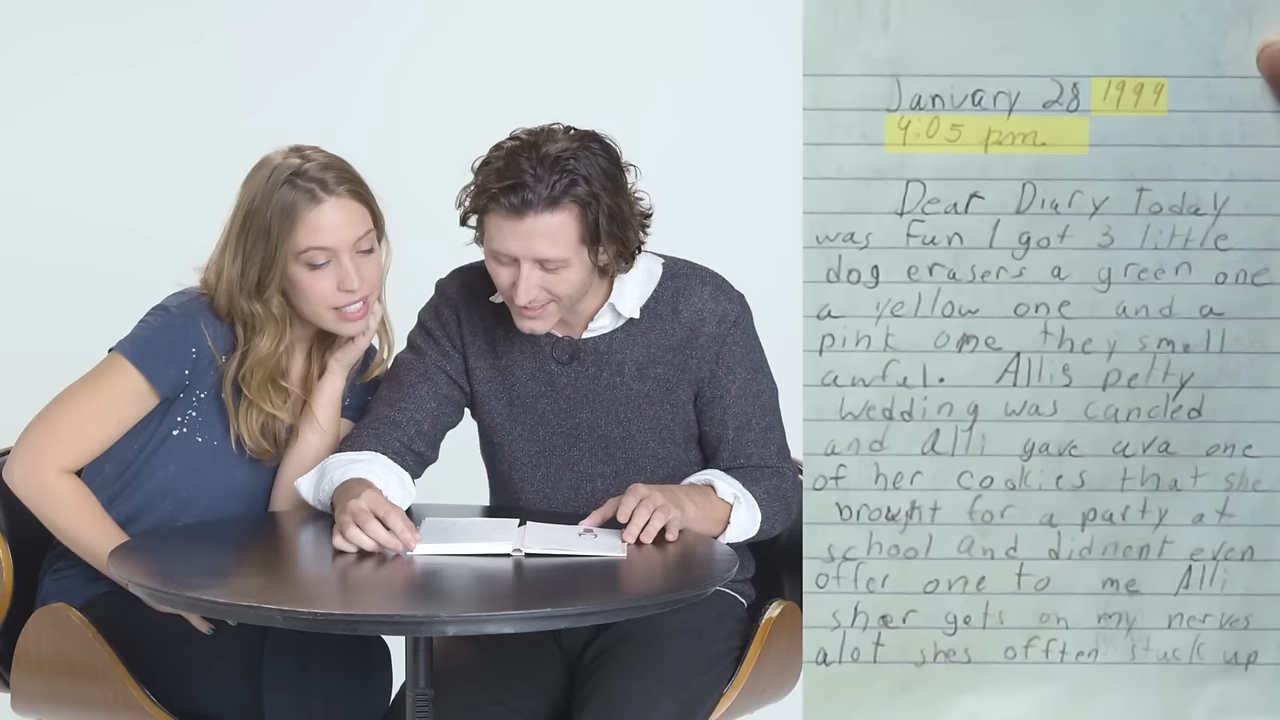 January 28 1999
4:05 pm.
Dear Diary Today
was fun I got 3 little
dog erasers a green one
a yellow one and a
pink one they smell
awful. Allis petty
wedding was cancled
and Alli gave ava one
of her cookies that she
brought for a party at
school and didnent even
offer one to me Alli
sher gets on my nerves
alot shes offten stuck up